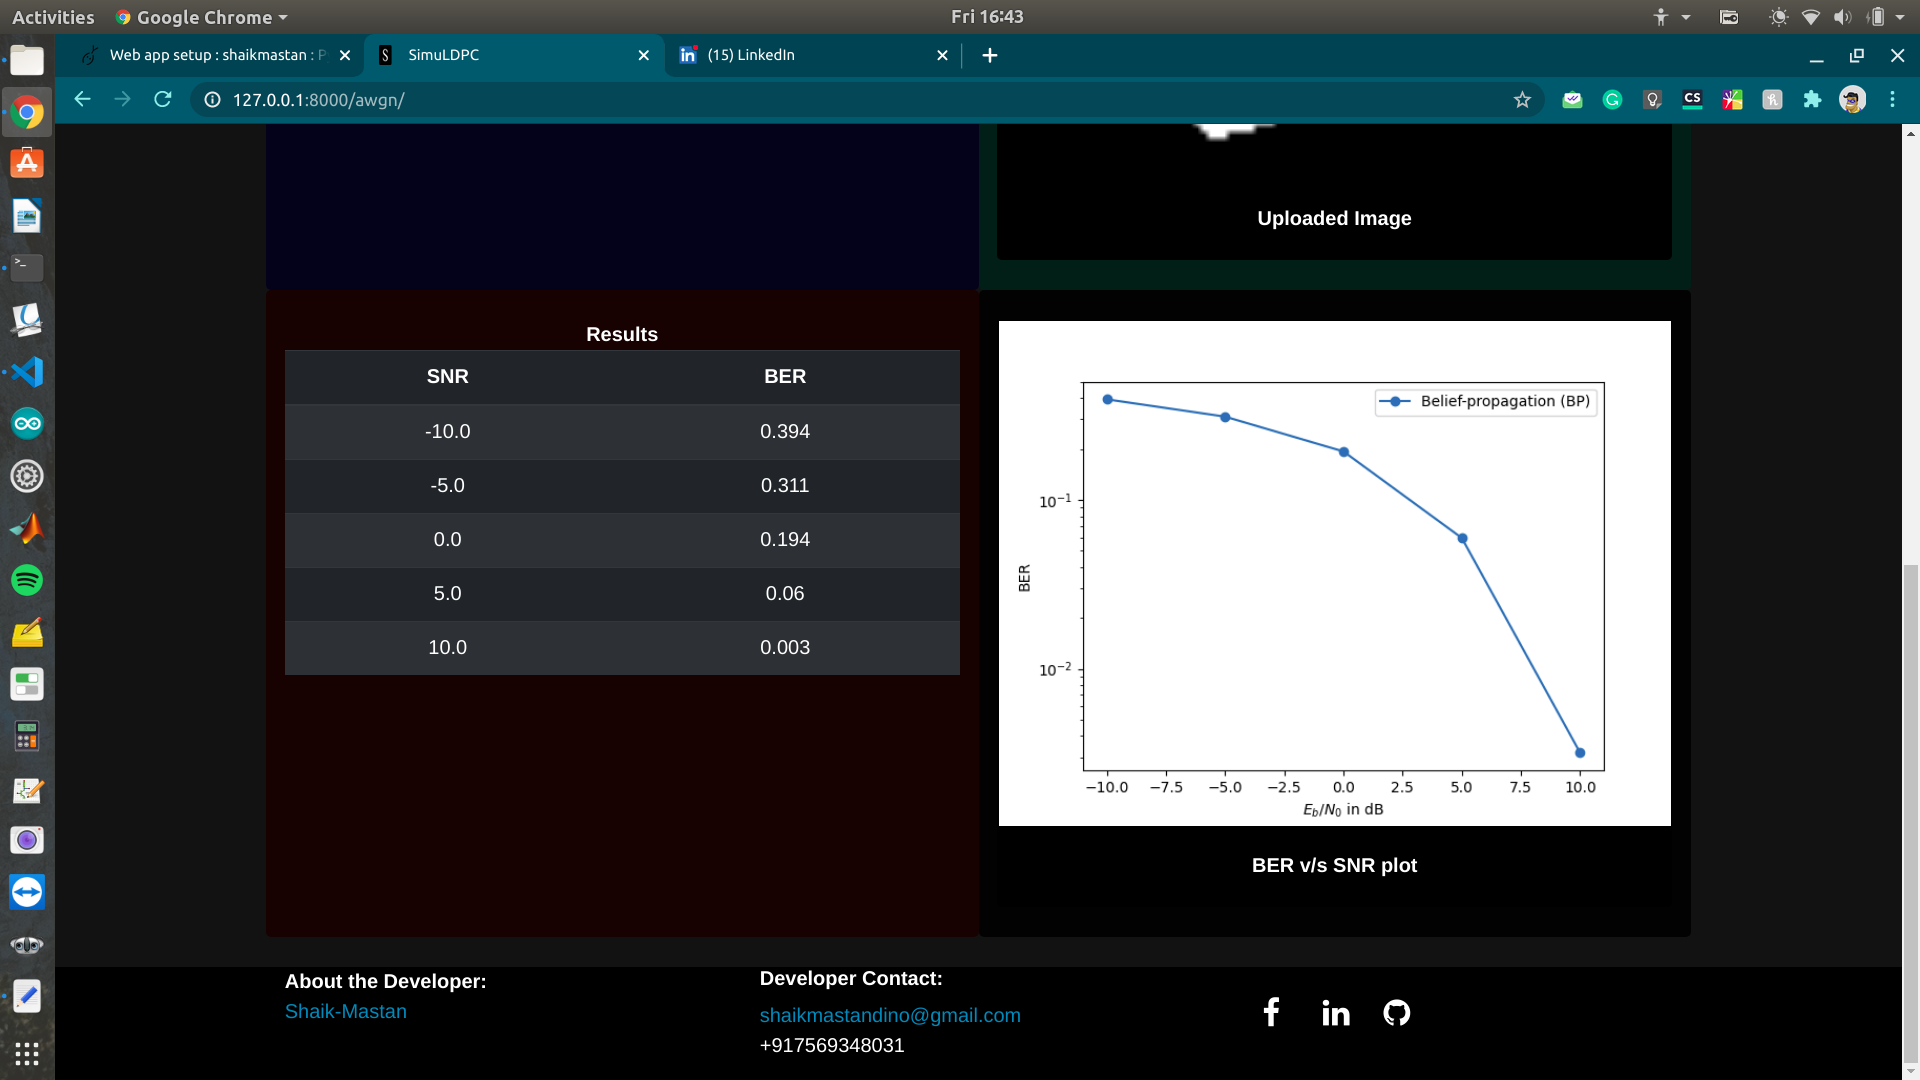 Activities
Google Chrome
Fri 16:43
Web app setup : shaikmastan : P
SimuLDPC
(15) LinkedIn
127.0.0.1:8000/awgn/
CS
Uploaded Image
Results
SNR BER
-10.0 0.394
-5.0 0.311
0.0 0.194
5.0 0.06
10.0 0.003
Belief-propagation (BP)
10⁻¹
10⁻²
BER
−10.0 −7.5 −5.0 −2.5 0.0 2.5 5.0 7.5 10.0
E_b/N_0 in dB
BER v/s SNR plot
About the Developer:
Shaik-Mastan
Developer Contact:
shaikmastandino@gmail.com
+917569348031